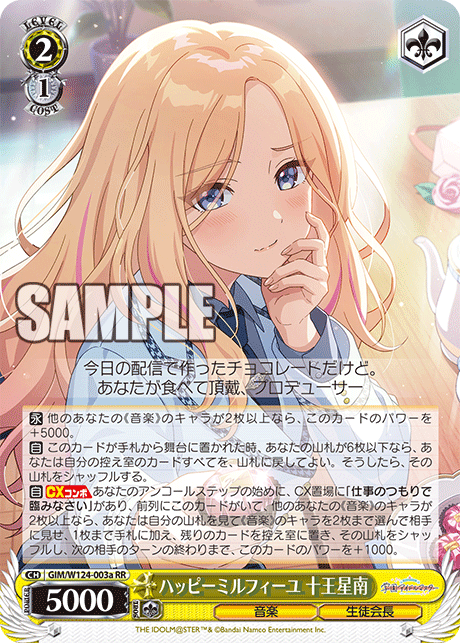 LEVEL
2
1
COST
SAMPLE
今日の配信で作ったチョコレートだけど。
あなたが食べて頂戴、プロデューサー
永 他のあなたの《音楽》のキャラが2枚以上なら、このカードのパワーを
+5000。
自 このカードが手札から舞台に置かれた時、あなたの山札が6枚以下なら、あ
なたは自分の控え室のカードすべてを、山札に戻してよい。そうしたら、その
山札をシャッフルする。
自 CXコンボ あなたのアンコールステップの始めに、CX置場に「仕事のつもりで
臨みなさい」があり、前列にこのカードがいて、他のあなたの《音楽》のキャラが
2枚以上なら、あなたは自分の山札を見て《音楽》のキャラを2枚まで選んで相手に
見せ、1枚まで手札に加え、残りのカードを控え室に置き、その山札をシャッ
フルし、次の相手のターンの終わりまで、このカードのパワーを+1000。
CH GIM/W124-003a RR
POWER
5000
SOUL
ハッピーミルフィーユ 十王星南
学園アイドルマスター
音楽
生徒会長
THE IDOLM@STER™& ©Bandai Namco Entertainment Inc.